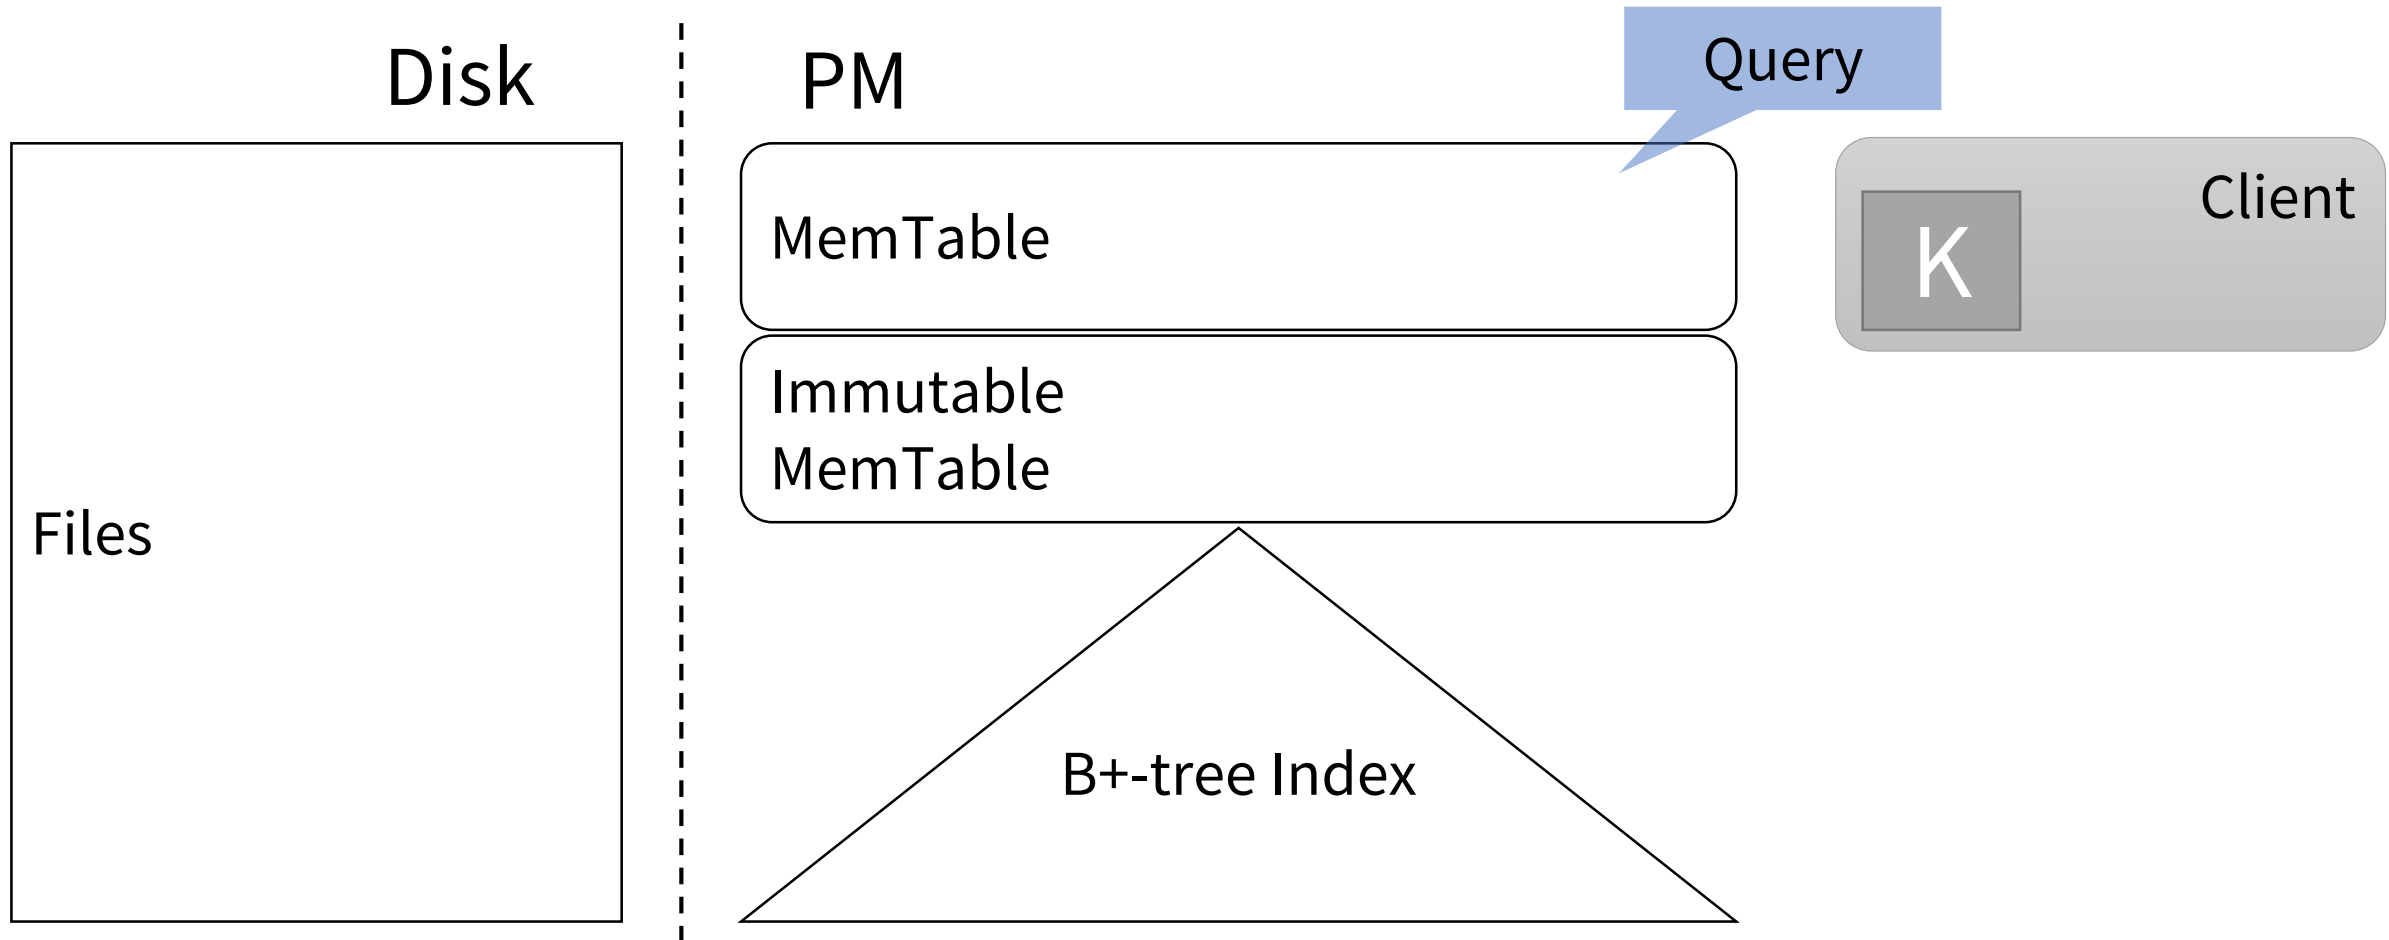 Disk
PM
Query
Client
K
MemTable
Immutable
MemTable
Files
B+-tree Index